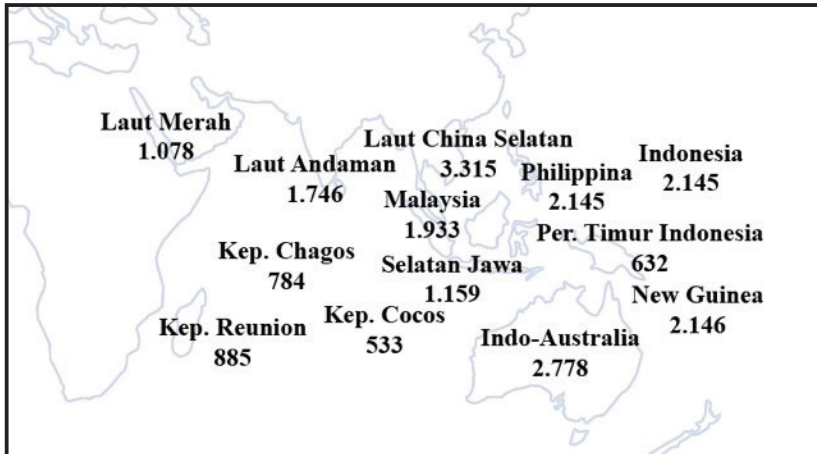 Laut Merah
1.078
Laut Andaman
1.746
Laut China Selatan
3.315
Philippina
2.145
Indonesia
2.145
Malaysia
1.933
Per. Timur Indonesia
632
Kep. Chagos
784
Selatan Jawa
1.159
New Guinea
2.146
Kep. Reunion
885
Kep. Cocos
533
Indo-Australia
2.778